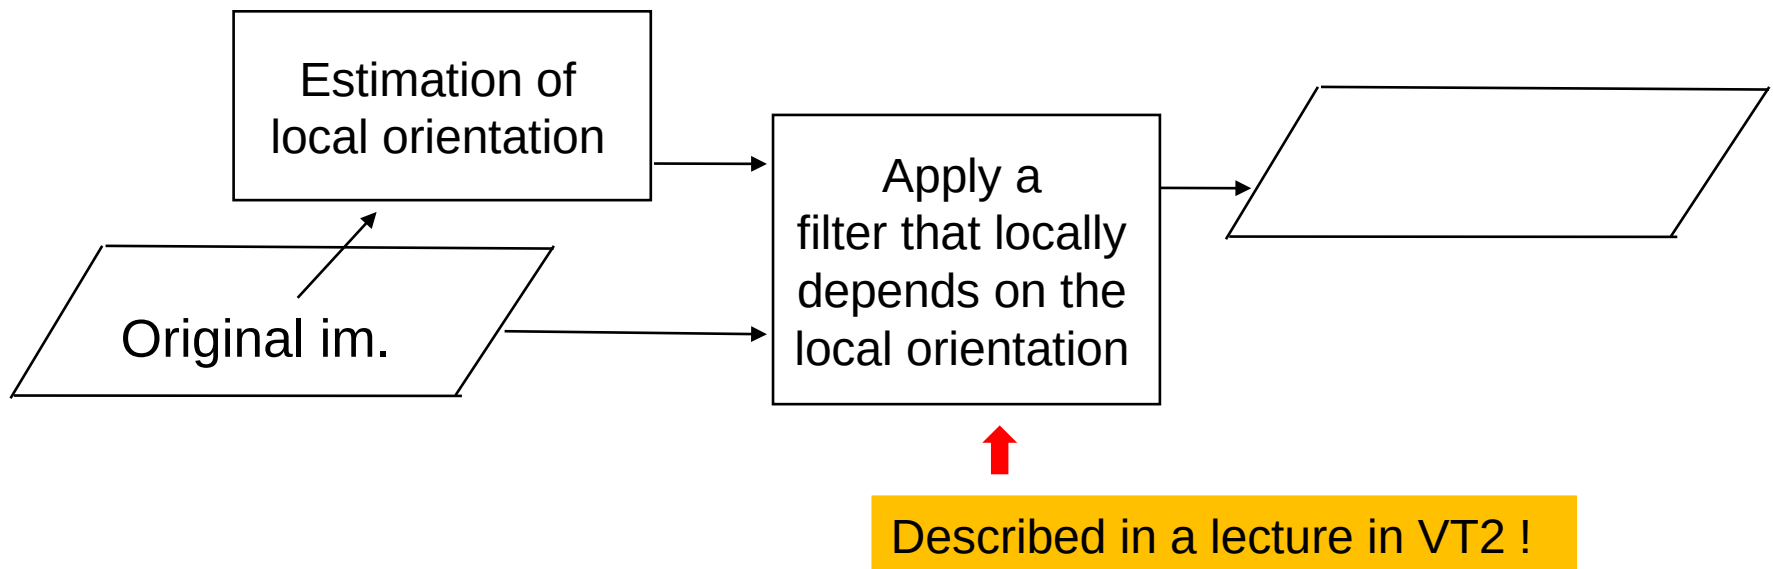 Estimation of
local orientation
Original im.
Apply a
filter that locally
depends on the
local orientation
Described in a lecture in VT2 !